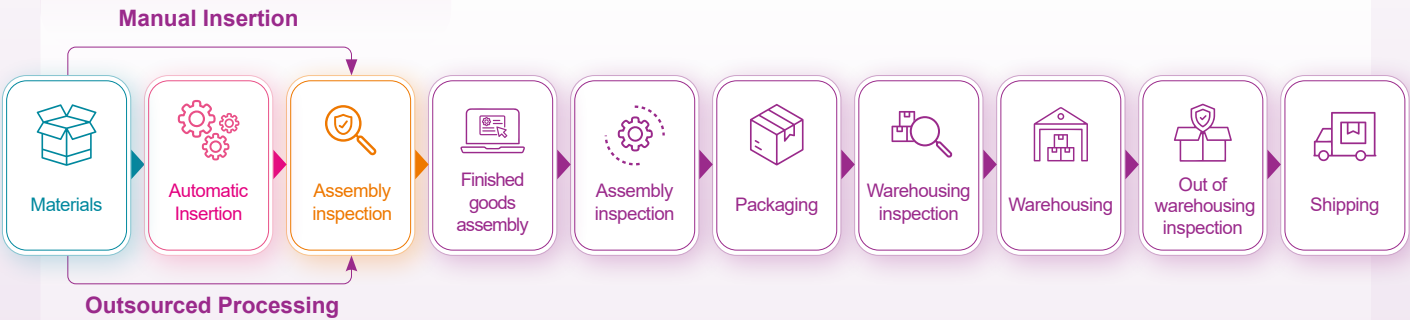 Manual Insertion
Materials
Automatic
Insertion
Assembly
inspection
Finished
goods
assembly
Assembly
inspection
Packaging
Warehousing
inspection
Warehousing
Out of
warehousing
inspection
Shipping
Outsourced Processing